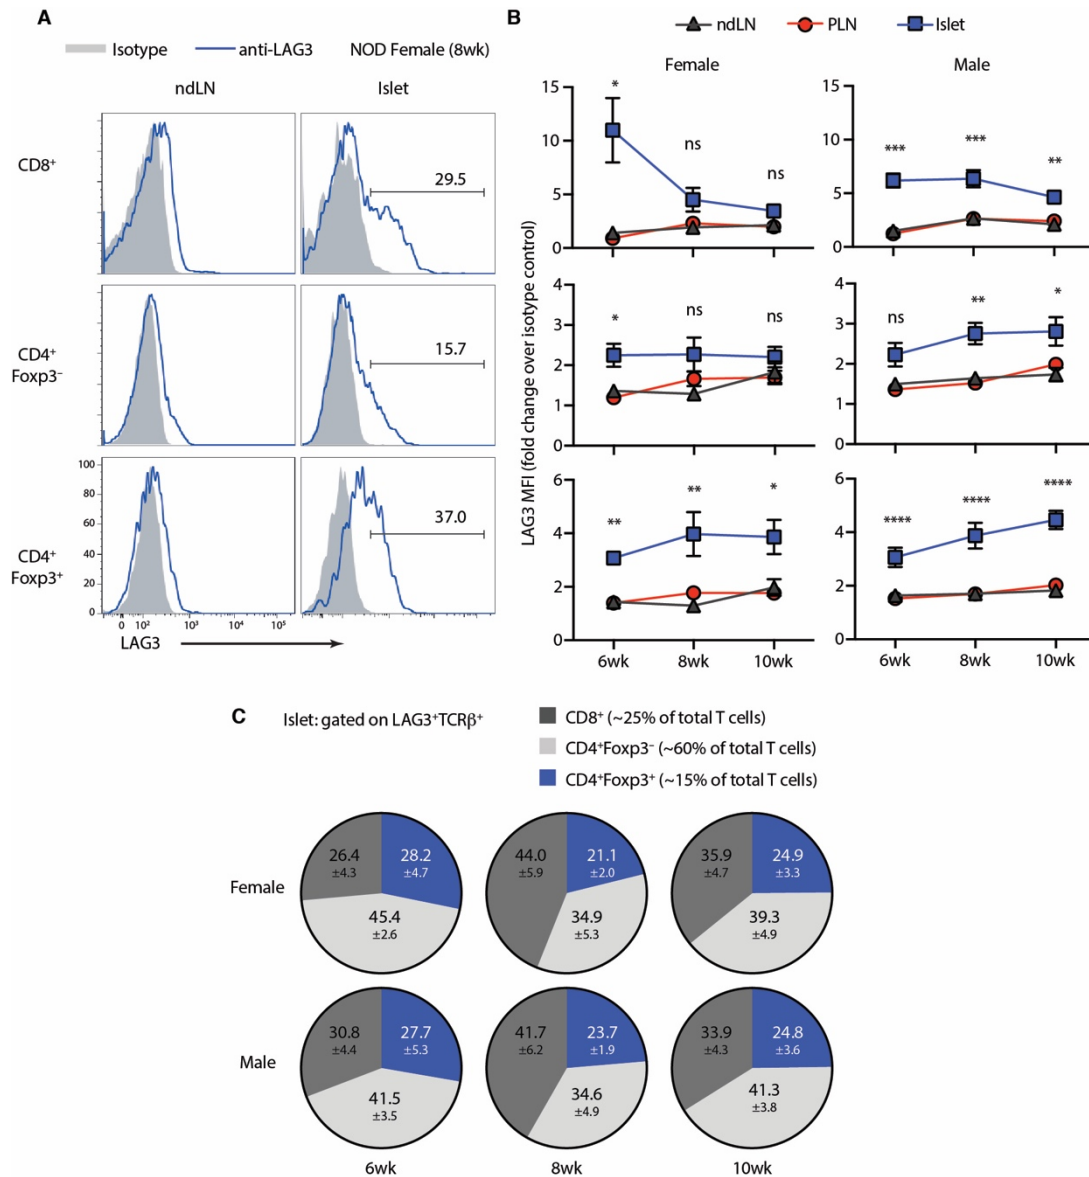 A
Isotype anti-LAG3 NOD Female (8wk)
ndLN Islet
CD8⁺
29.5
CD4⁺
Foxp3⁻
15.7
CD4⁺
Foxp3⁺
37.0
100
80
60
40
20
0
0 10² 10³ 10⁴ 10⁵
0 10² 10³ 10⁴ 10⁵
LAG3
B
ndLN PLN Islet
Female Male
LAG3 MFI (fold change over isotype control)
15
10
5
0
* ns ns
15
10
5
0
*** *** **
4
3
2
1
0
* ns ns
4
3
2
1
0
ns ** *
6
4
2
0
** ** *
6
4
2
0
**** **** ****
6wk 8wk 10wk
6wk 8wk 10wk
C
Islet: gated on LAG3⁺TCRβ⁺
CD8⁺ (~25% of total T cells)
CD4⁺Foxp3⁻ (~60% of total T cells)
CD4⁺Foxp3⁺ (~15% of total T cells)
Female
26.4
±4.3
28.2
±4.7
45.4
±2.6
44.0
±5.9
21.1
±2.0
34.9
±5.3
35.9
±4.7
24.9
±3.3
39.3
±4.9
Male
30.8
±4.4
27.7
±5.3
41.5
±3.5
41.7
±6.2
23.7
±1.9
34.6
±4.9
33.9
±4.3
24.8
±3.6
41.3
±3.8
6wk 8wk 10wk